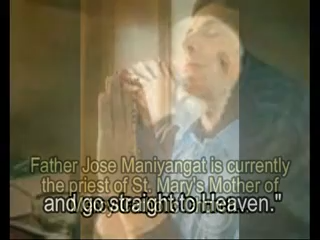 Father Jose Maniyangat is currently
the priest of St. Mary's Mother of
and go straight to Heaven."